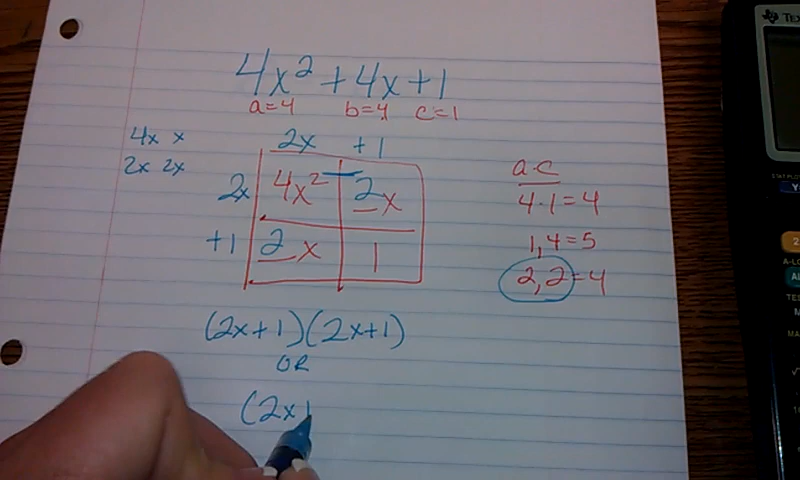 4x² + 4x + 1
a=4 b=4 c=1
4x x
2x 2x
2x +1
2x 4x² 2x
+1 2x 1
a·c
4·1=4
1,4=5
2,2=4
(2x+1)(2x+1)
OR
(2x